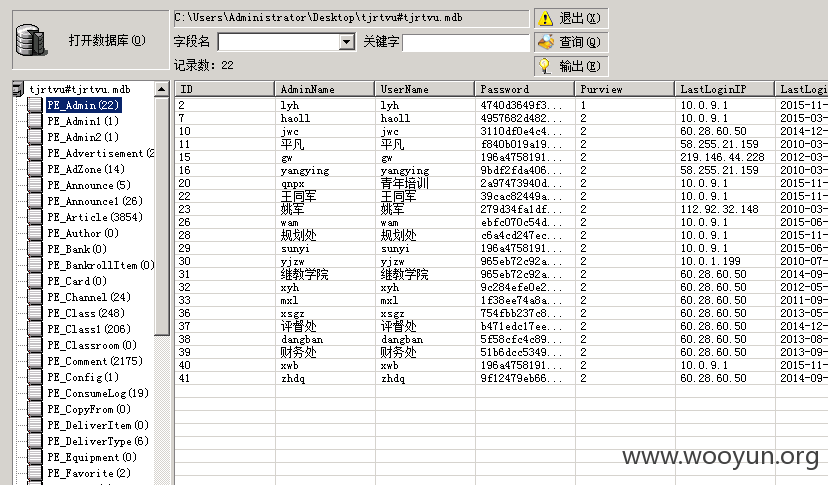 C:\Users\Administrator\Desktop\tjrtvu#tjrtvu.mdb
打开数据库(O)
字段名 关键字
记录数: 22
退出(X)
查询(Q)
输出(E)
tjrtvu#tjrtvu.mdb
PE_Admin(22)
PE_Admin1(1)
PE_Admin2(1)
PE_Advertisement(2
PE_AdZone(14)
PE_Announce(5)
PE_Announce1(26)
PE_Article(3854)
PE_Author(0)
PE_Bank(0)
PE_BankrollItem(0)
PE_Card(0)
PE_Channel(24)
PE_Class(248)
PE_Class1(206)
PE_Classroom(0)
PE_Comment(2175)
PE_Config(1)
PE_ConsumeLog(19)
PE_CopyFrom(0)
PE_DeliverItem(0)
PE_DeliverType(6)
PE_Equipment(0)
PE_Favorite(2)
ID AdminName UserName Password Purview LastLoginIP LastLogi
2 lyh lyh 4740d3649f3... 1 10.0.9.1 2015-11-
7 haoll haoll 4957682d482... 2 10.0.9.1 2015-11-
10 jwc jwc 3110df0e4c4... 2 60.28.60.50 2014-12-
11 平凡 平凡 f840b019a19... 2 58.255.21.159 2010-03-
15 gw gw 196a4758191... 2 219.146.44.228 2012-03-
16 yangying yangying 9bdf2fda406... 2 58.255.21.159 2010-03-
20 qnpx 青年培训 2a97473940d... 2 10.0.9.1 2015-11-
22 王同军 王同军 39cac82449a... 2 10.0.9.1 2015-11-
23 姚军 姚军 279d34fa1df... 2 112.92.32.148 2010-03-
26 wam wam ebfc070c54d... 2 10.0.9.1 2015-06-
28 规划处 规划处 c6a4cd247ec... 2 10.0.9.1 2015-11-
29 sunyi sunyi 196a4758191... 2 10.0.9.1 2015-06-
30 yjzw yjzw 965eb72c92a... 2 10.0.1.199 2010-07-
31 继教学院 继教学院 965eb72c92a... 2 60.28.60.50 2014-09-
32 xyh xyh 9c284efe0e2... 2 60.28.60.50 2012-05-
33 mxl mxl 1f38ee74a8a... 2 60.28.60.50 2011-09-
36 xsgz xsgz 754fbb237c8... 2 60.28.60.50 2014-03-
37 评督处 评督处 b471edc17ee... 2 60.28.60.50 2014-12-
38 dangban dangban 5f58cfc4c89... 2 60.28.60.50 2013-08-
39 财务处 财务处 51b6dcc5349... 2 60.28.60.50 2013-09-
40 xwb xwb 196a4758191... 2 10.0.9.1 2015-11-
41 zhdq zhdq 9f12479eb66... 2 60.28.60.50 2014-09-
www.wooyun.org